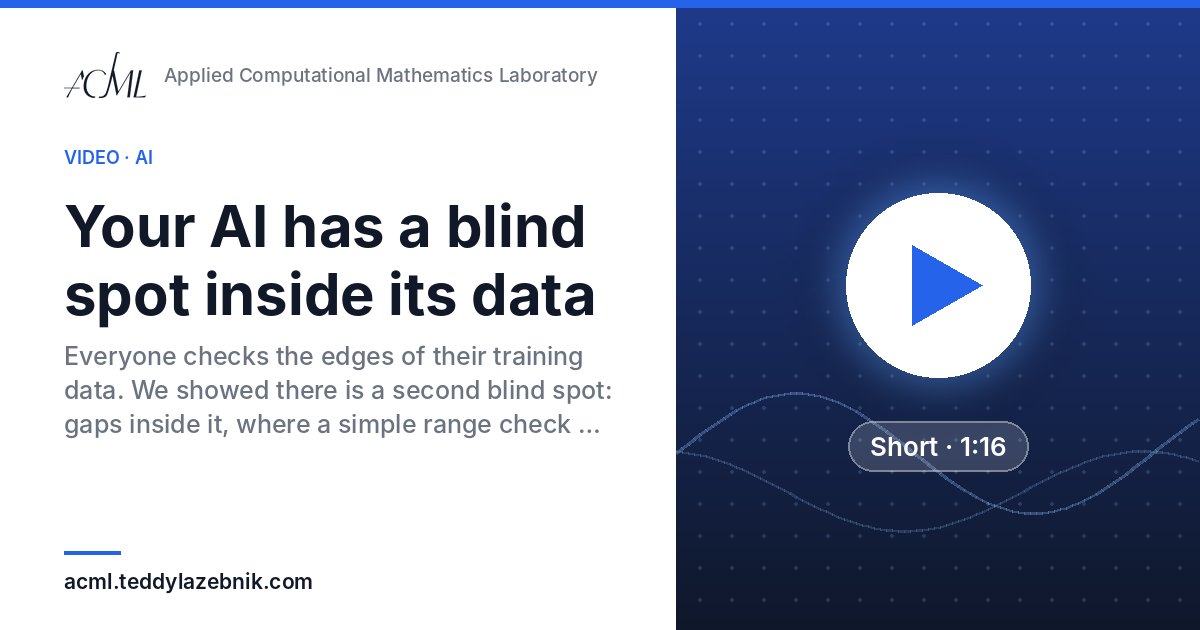 ACML
Applied Computational Mathematics Laboratory
VIDEO · AI
Your AI has a blind
spot inside its data
Everyone checks the edges of their training
data. We showed there is a second blind spot:
gaps inside it, where a simple range check ...
Short · 1:16
acml.teddylazebnik.com